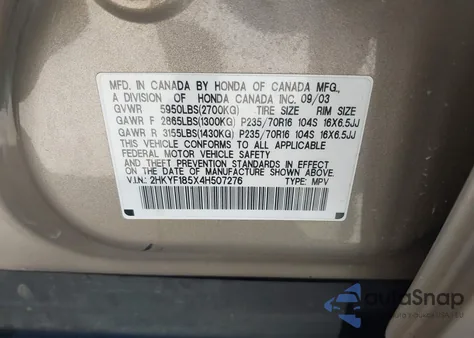 MFD. IN CANADA BY HONDA OF CANADA MFG.,
A DIVISION OF HONDA CANADA INC. 09/03
GVWR 5950LBS(2700KG) TIRE SIZE RIM SIZE
GAWR F 2865LBS(1300KG) P235/70R16 104S 16X6.5JJ
GAWR R 3155LBS(1430KG) P235/70R16 104S 16X6.5JJ
THIS VEHICLE CONFORMS TO ALL APPLICABLE
FEDERAL MOTOR VEHICLE SAFETY STANDARDS IN EFFECT
ON THE DATE OF MANUFACTURE SHOWN ABOVE.
V.I.N: 2HKYF185X4H507276 TYPE: MPV
AutoSnap